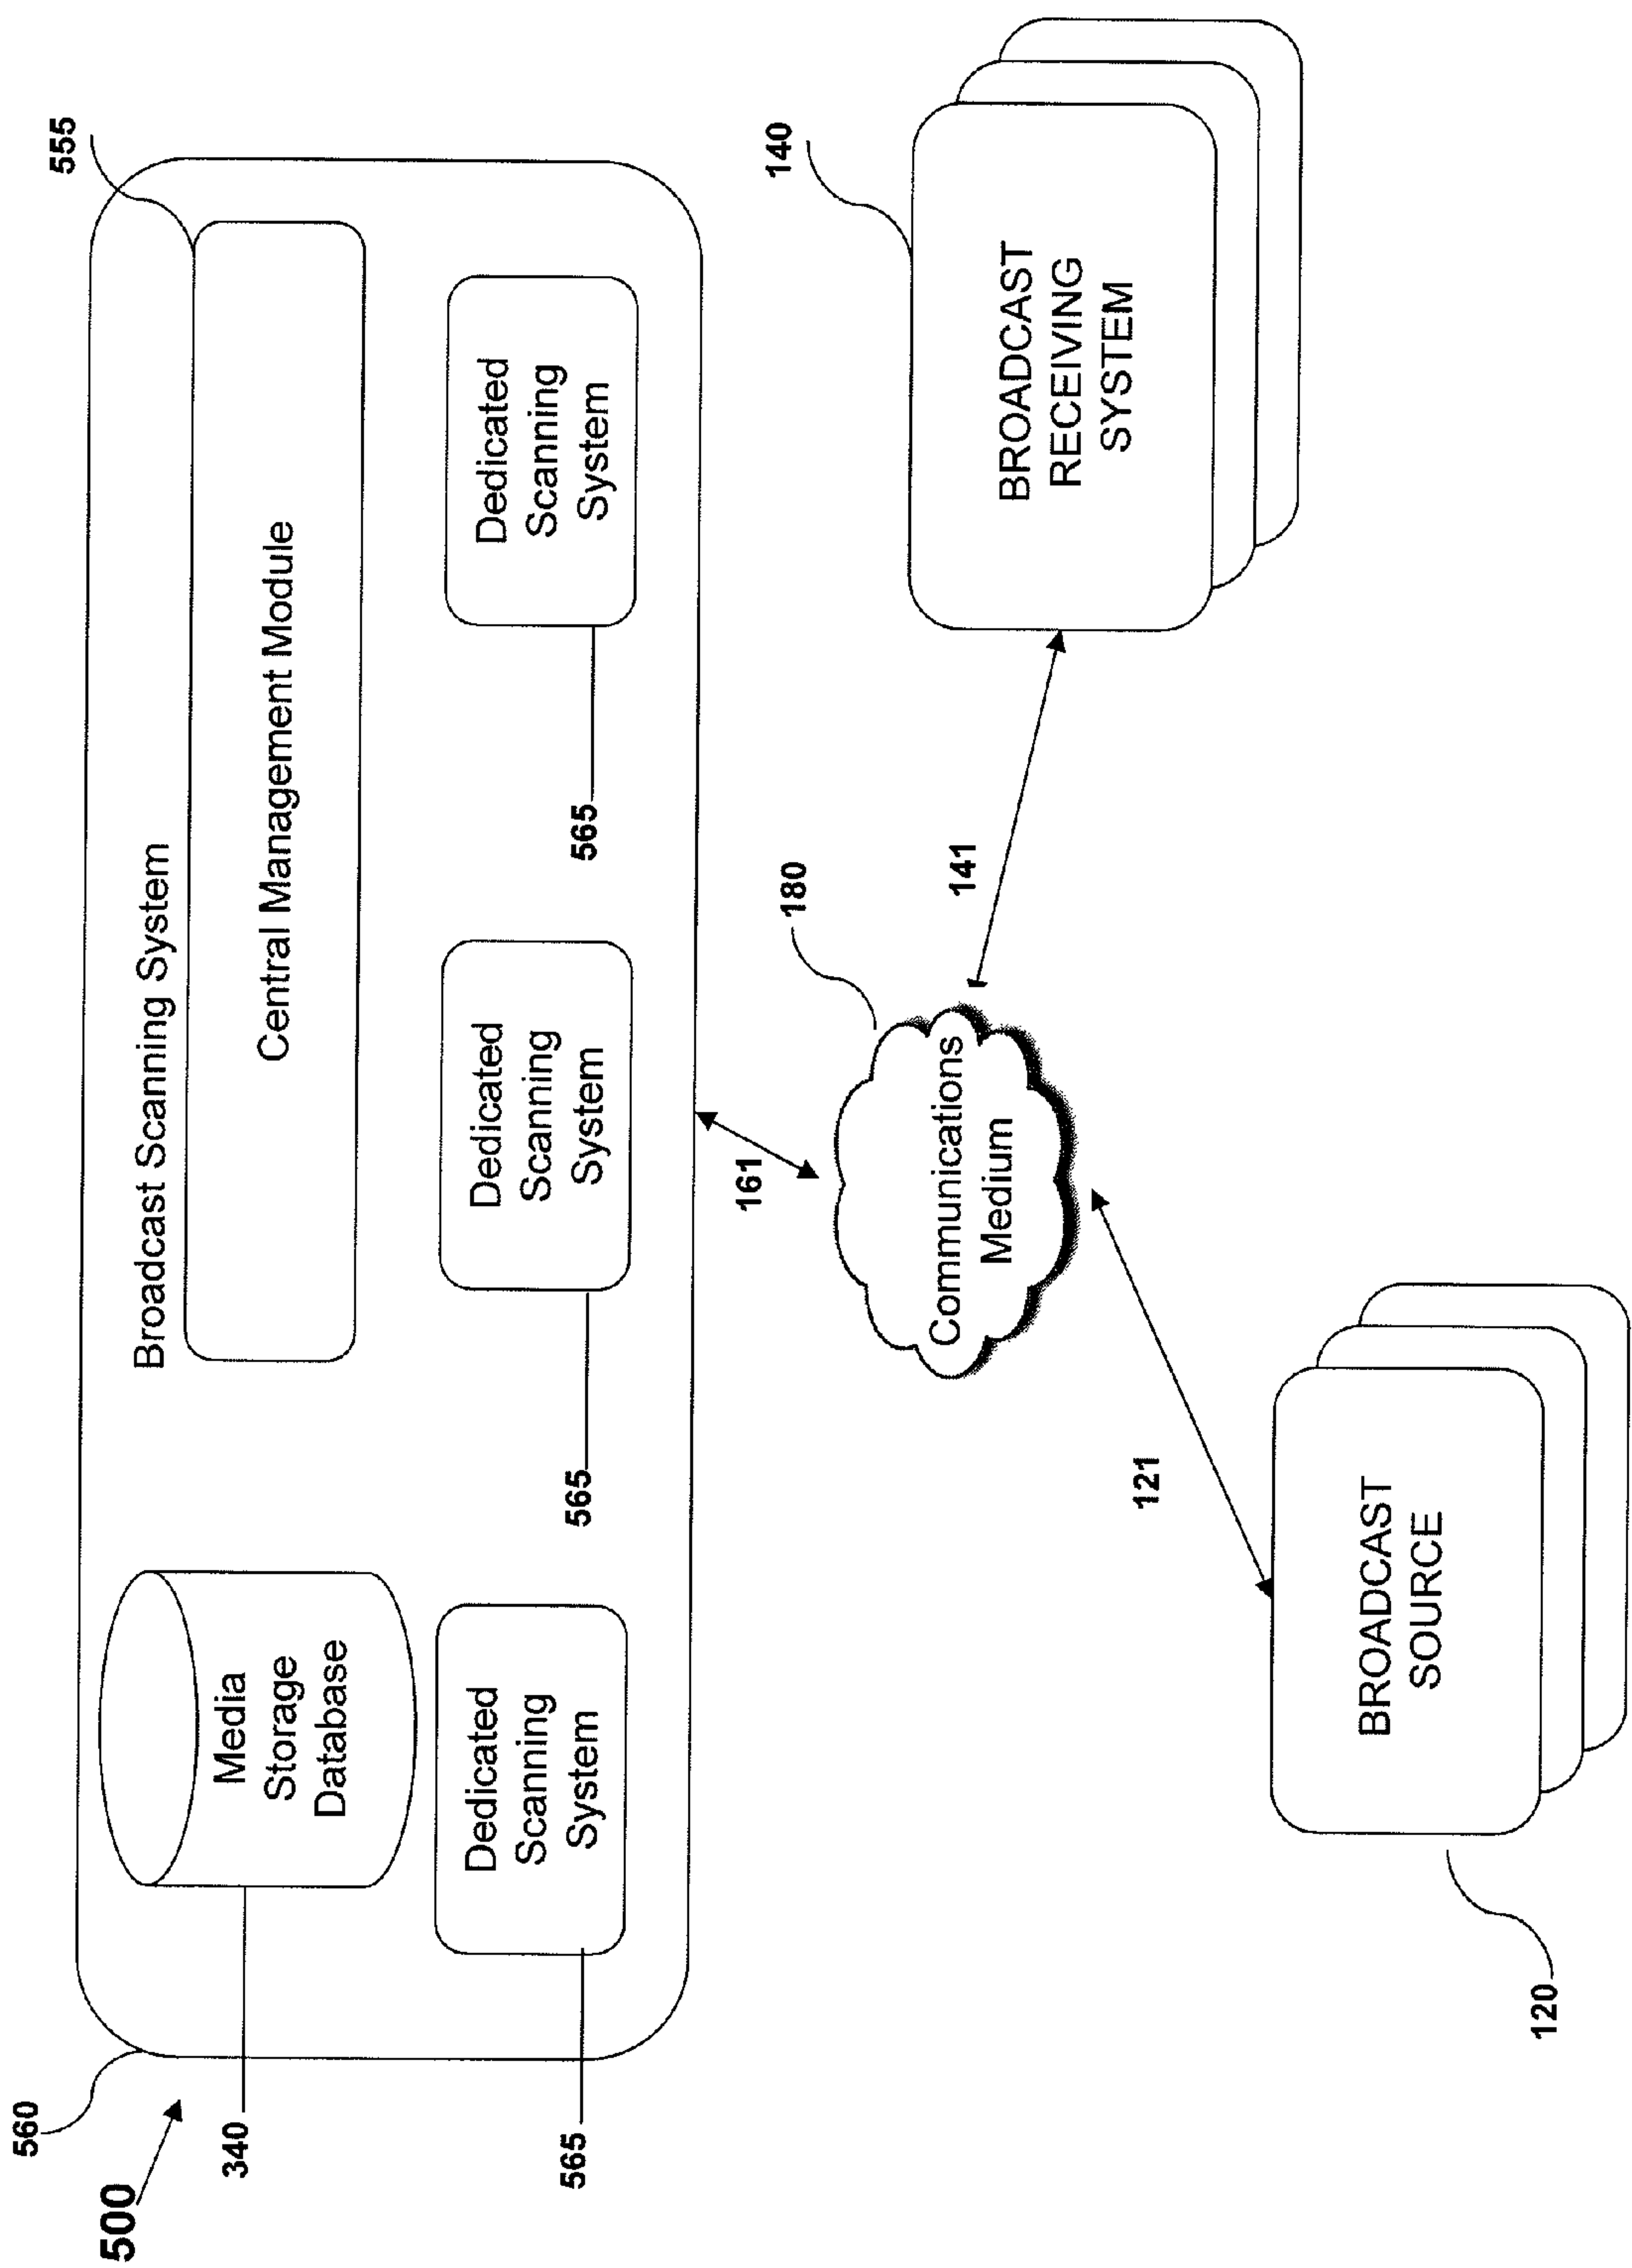 500
560
Broadcast Scanning System
555
340
Media
Storage
Database
Central Management Module
565
Dedicated
Scanning
System
565
Dedicated
Scanning
System
565
Dedicated
Scanning
System
161
180
Communications
Medium
141
140
BROADCAST
RECEIVING
SYSTEM
121
BROADCAST
SOURCE
120